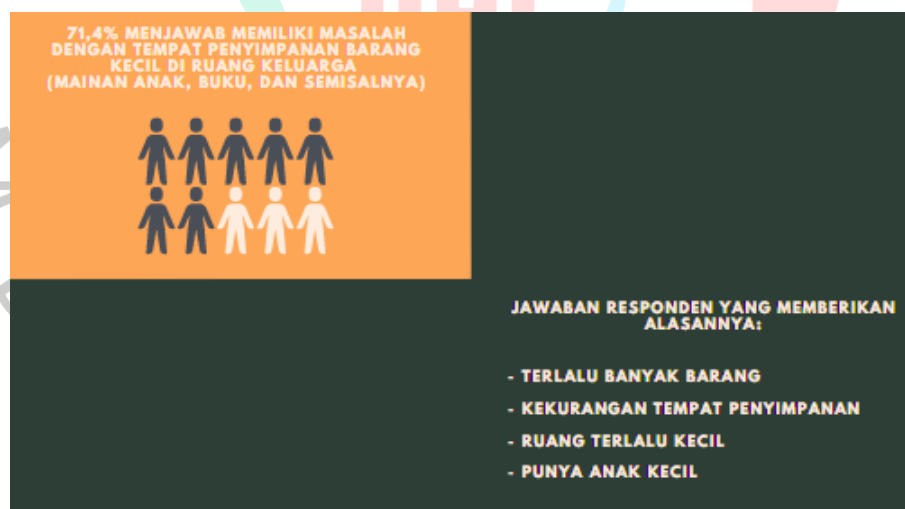 71,4% MENJAWAB MEMILIKI MASALAH
DENGAN TEMPAT PENYIMPANAN BARANG
KECIL DI RUANG KELUARGA
(MAINAN ANAK, BUKU, DAN SEMISALNYA)
JAWABAN RESPONDEN YANG MEMBERIKAN
ALASANNYA:
- TERLALU BANYAK BARANG
- KEKURANGAN TEMPAT PENYIMPANAN
- RUANG TERLALU KECIL
- PUNYA ANAK KECIL